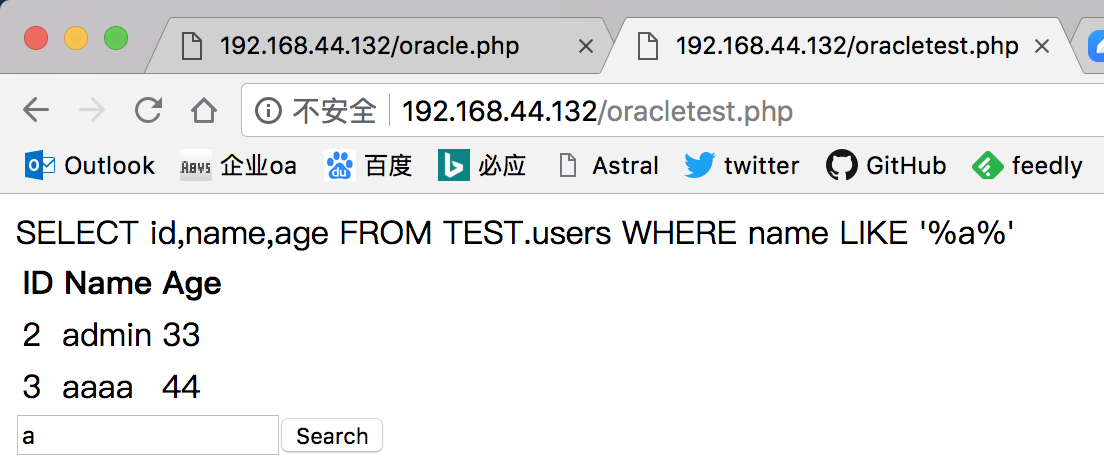 192.168.44.132/oracle.php 192.168.44.132/oracletest.php
不安全 192.168.44.132/oracletest.php
Outlook Abys 企业oa du 百度 必应 Astral twitter GitHub feedly
SELECT id,name,age FROM TEST.users WHERE name LIKE '%a%'
ID Name Age
2 admin 33
3 aaaa 44
a Search